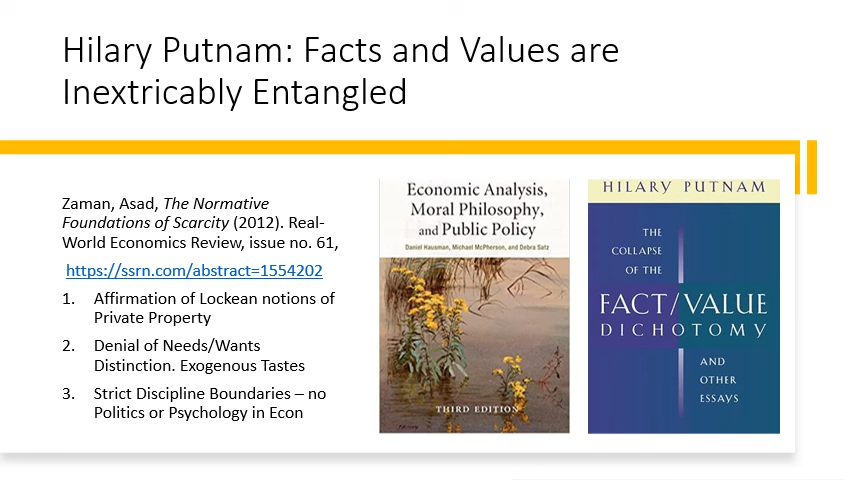 Hilary Putnam: Facts and Values are
Inextricably Entangled
Zaman, Asad, The Normative
Foundations of Scarcity (2012). Real-
World Economics Review, issue no. 61,
https://ssrn.com/abstract=1554202
1. Affirmation of Lockean notions of
Private Property
2. Denial of Needs/Wants
Distinction. Exogenous Tastes
3. Strict Discipline Boundaries – no
Politics or Psychology in Econ
Economic Analysis,
Moral Philosophy,
and Public Policy
Daniel Hausman, Michael McPherson, and Debra Satz
THIRD EDITION
HILARY PUTNAM
THE
COLLAPSE
OF THE
FACT/VALUE
DICHOTOMY
AND
OTHER
ESSAYS